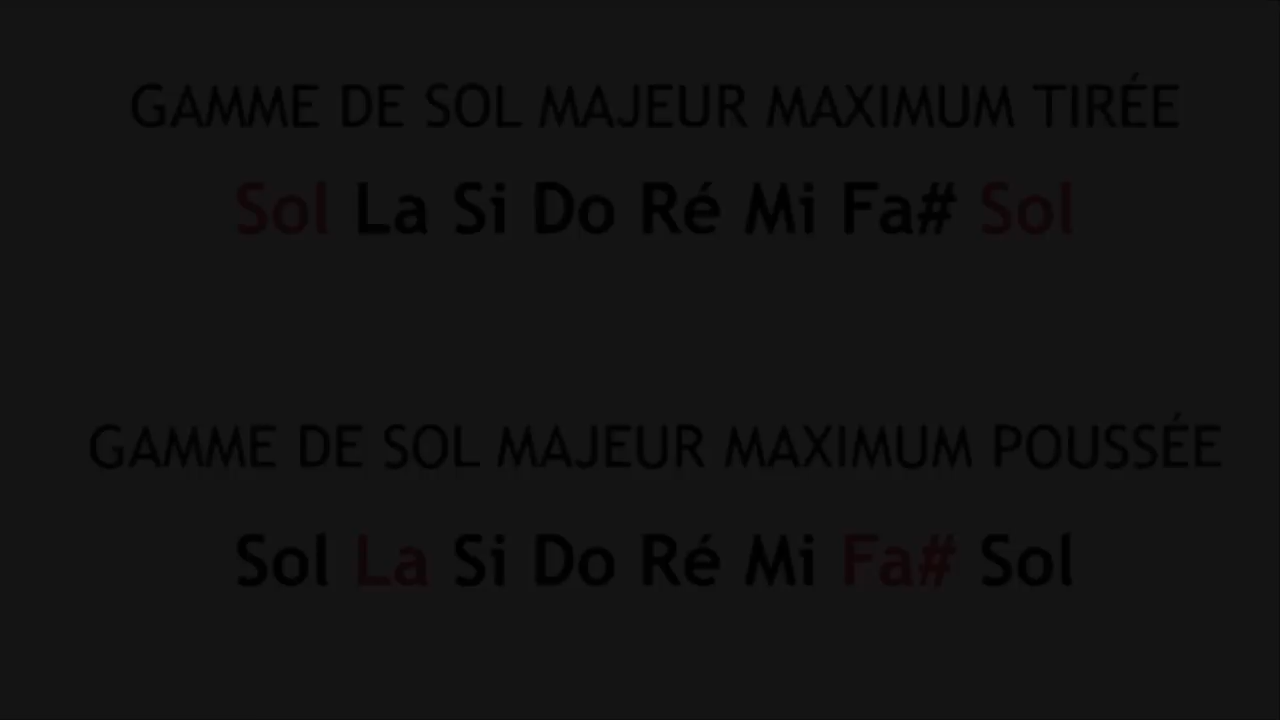 GAMME DE SOL MAJEUR MAXIMUM TIRÉE
Sol La Si Do Ré Mi Fa# Sol
GAMME DE SOL MAJEUR MAXIMUM POUSSÉE
Sol La Si Do Ré Mi Fa# Sol